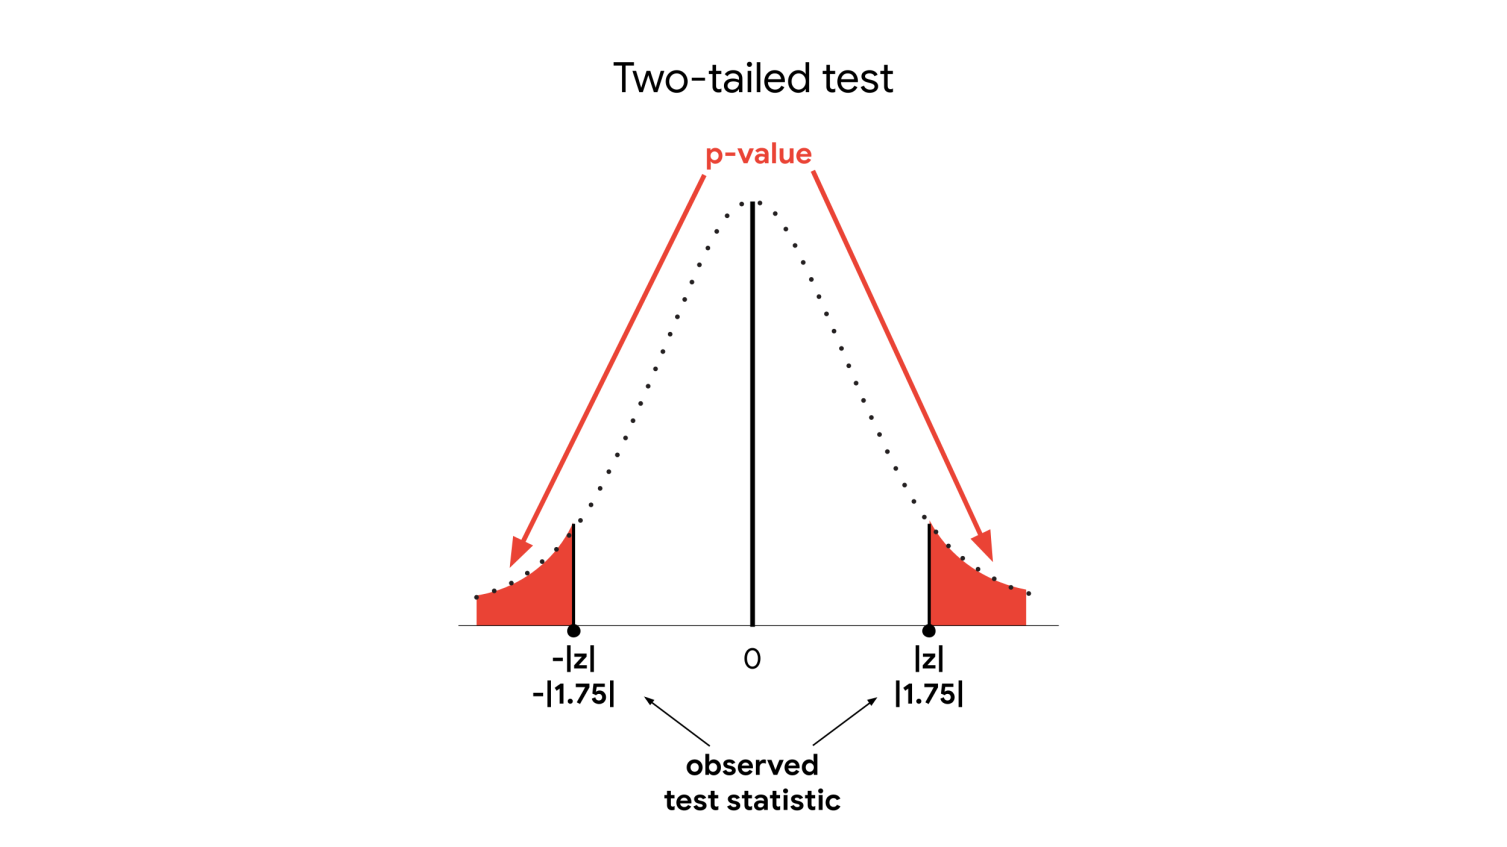 Two-tailed test
p-value
-|z|
0
|z|
-|1.75|
|1.75|
observed
test statistic